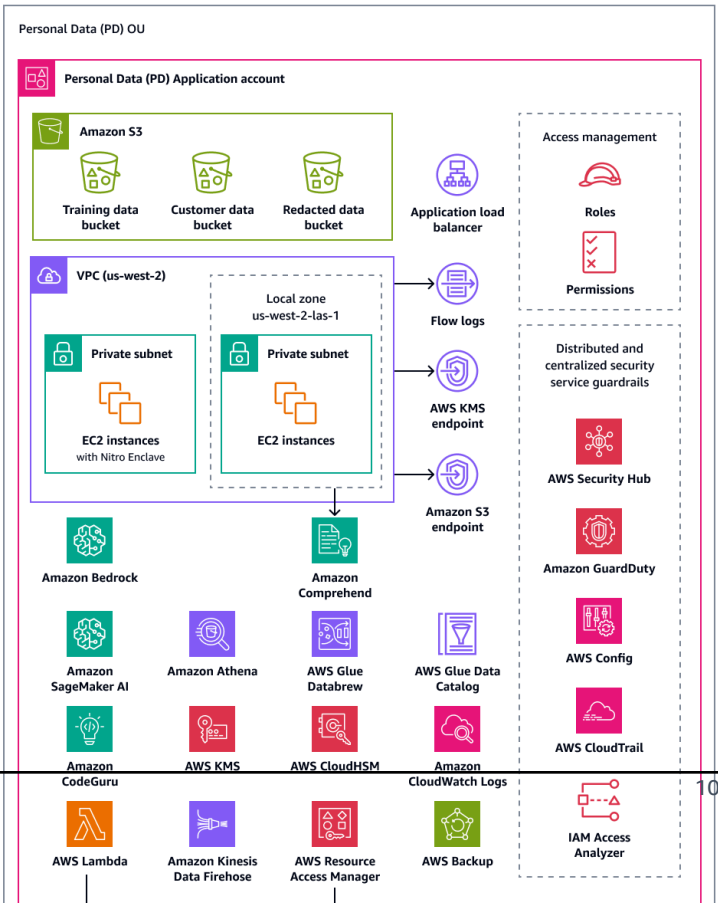 Personal Data (PD) OU
Personal Data (PD) Application account
Amazon S3
Training data
bucket
Customer data
bucket
Redacted data
bucket
Application load
balancer
Access management
Roles
Permissions
VPC (us-west-2)
Local zone
us-west-2-las-1
Private subnet
EC2 instances
with Nitro Enclave
Private subnet
EC2 instances
Flow logs
AWS KMS
endpoint
Amazon S3
endpoint
Distributed and
centralized security
service guardrails
AWS Security Hub
Amazon GuardDuty
AWS Config
AWS CloudTrail
IAM Access
Analyzer
Amazon Bedrock
Amazon
Comprehend
Amazon
SageMaker AI
Amazon Athena
AWS Glue
Databrew
AWS Glue Data
Catalog
Amazon
CodeGuru
AWS KMS
AWS CloudHSM
Amazon
CloudWatch Logs
10
AWS Lambda
Amazon Kinesis
Data Firehose
AWS Resource
Access Manager
AWS Backup